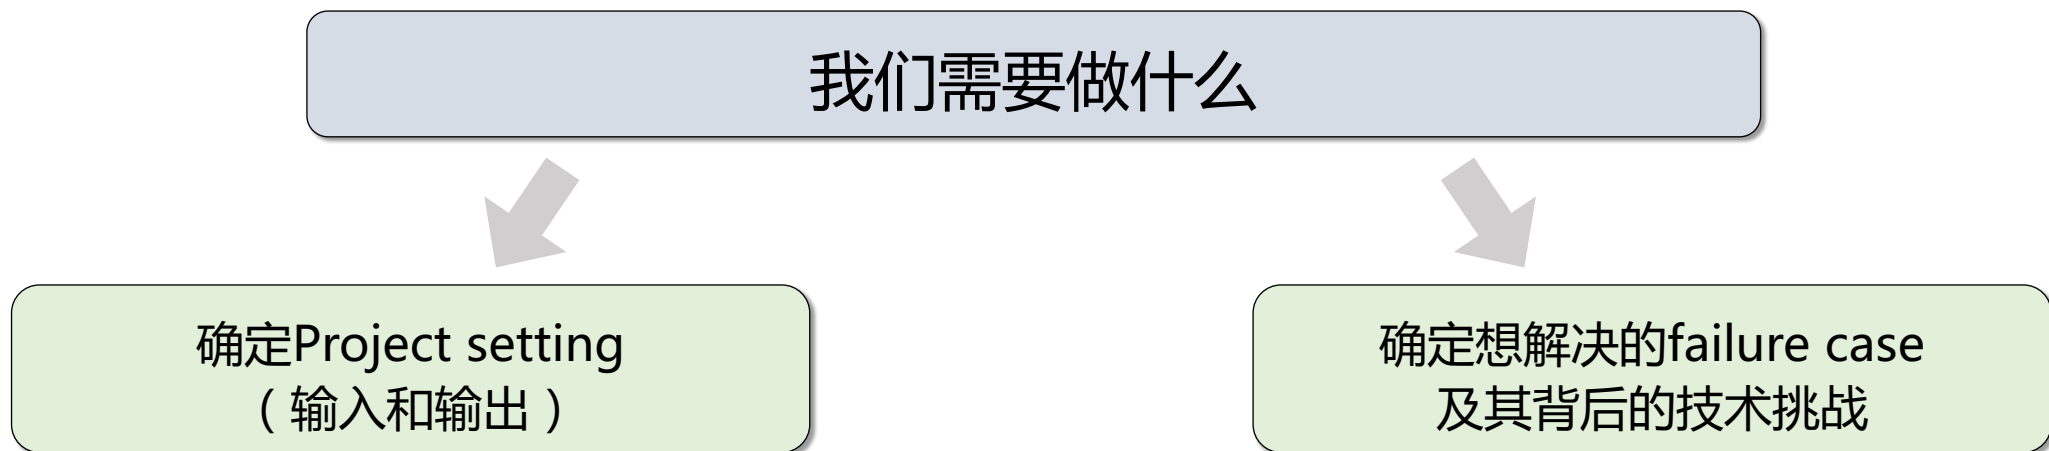 我们需要做什么
确定Project setting
（输入和输出）
确定想解决的failure case
及其背后的技术挑战